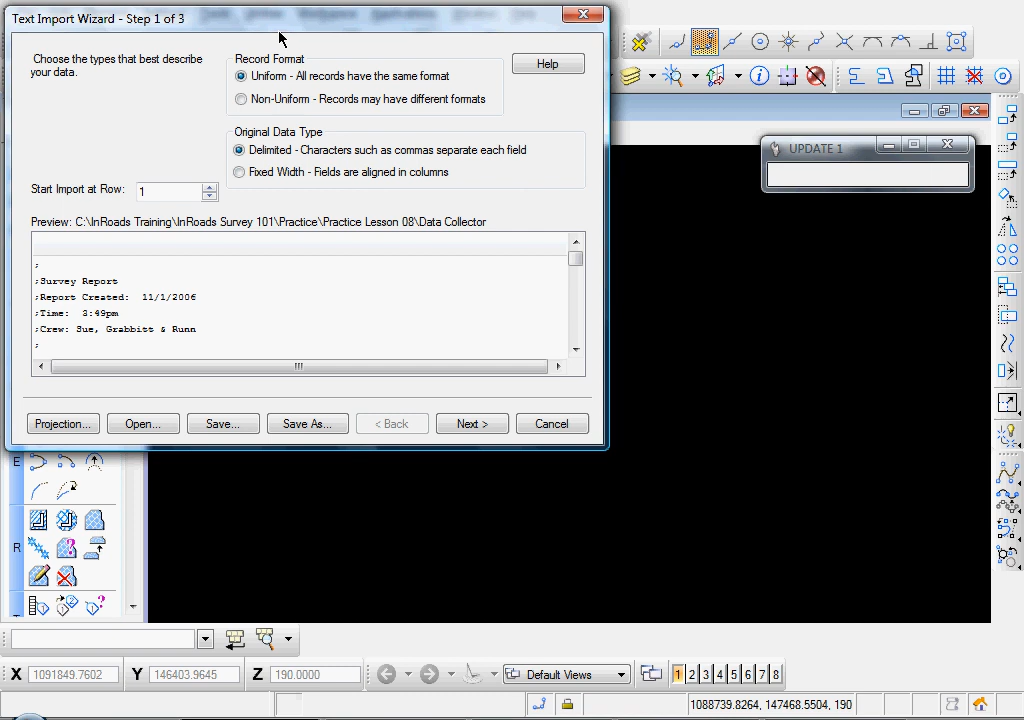 Text Import Wizard - Step 1 of 3
Choose the types that best describe
your data.
Record Format
Uniform - All records have the same format
Non-Uniform - Records may have different formats
Help
Original Data Type
Delimited - Characters such as commas separate each field
Fixed Width - Fields are aligned in columns
Start Import at Row:
1
Preview: C:\InRoads Training\InRoads Survey 101\Practice\Practice Lesson 08\Data Collector
;
;Survey Report
;Report Created: 11/1/2006
;Time: 3:49pm
;Crew: Sue, Grabbitt & Runn
;
Projection...
Open...
Save...
Save As...
< Back
Next >
Cancel
UPDATE 1
E
R
X
1091849.7602
Y
146403.9645
Z
190.0000
Default Views
1 2 3 4 5 6 7 8
1088739.8264, 147468.5504, 190